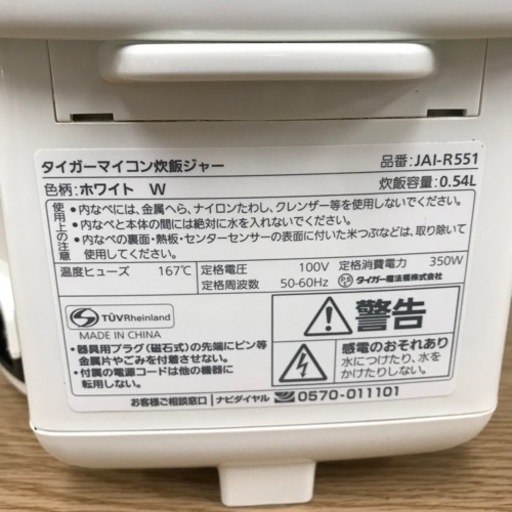 タイガーマイコン炊飯ジャー 品番：JAI-R551
色柄：ホワイト W 炊飯容量：0.54L
使用上の注意
・内なべには、金属へら、ナイロンたわし、クレンザー等を使用しないでください。
・内なべと本体の間には絶対に水を入れないでください。
・内なべの裏面・熱板・センターセンサーの表面に付いた米つぶなどは、取り除いて使用してください。
温度ヒューズ 167℃ 定格電圧 100V 定格消費電力 350W
定格周波数 50-60Hz タイガー魔法瓶株式会社
TÜVRheinland
MADE IN CHINA
●器具用プラグ(磁石式)の先端にピン等
金属片やごみを付着させない。
●付属の電源コードは他の機器に
転用しない。
警告
感電のおそれあり
水につけたり、水を
かけたりしない。
お客様ご相談窓口 ナビダイヤル 0570-011101